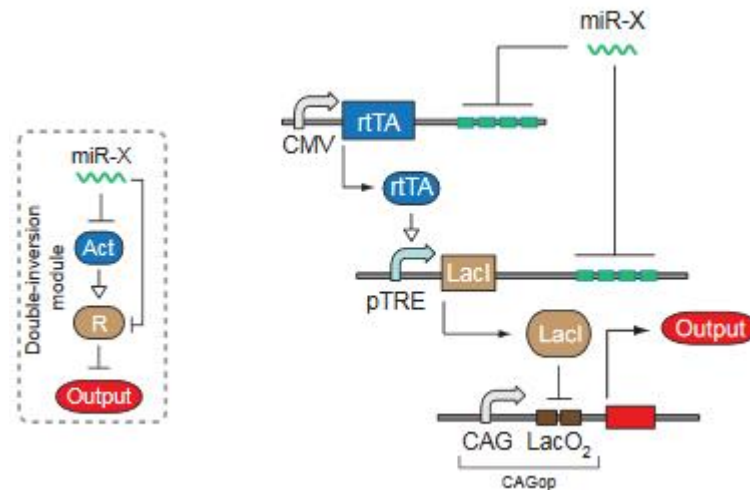 miR-X
Act
R
Output
Double-inversion
module
miR-X
rtTA
CMV
rtTA
LacI
pTRE
LacI
Output
CAG LacO2
CAGop